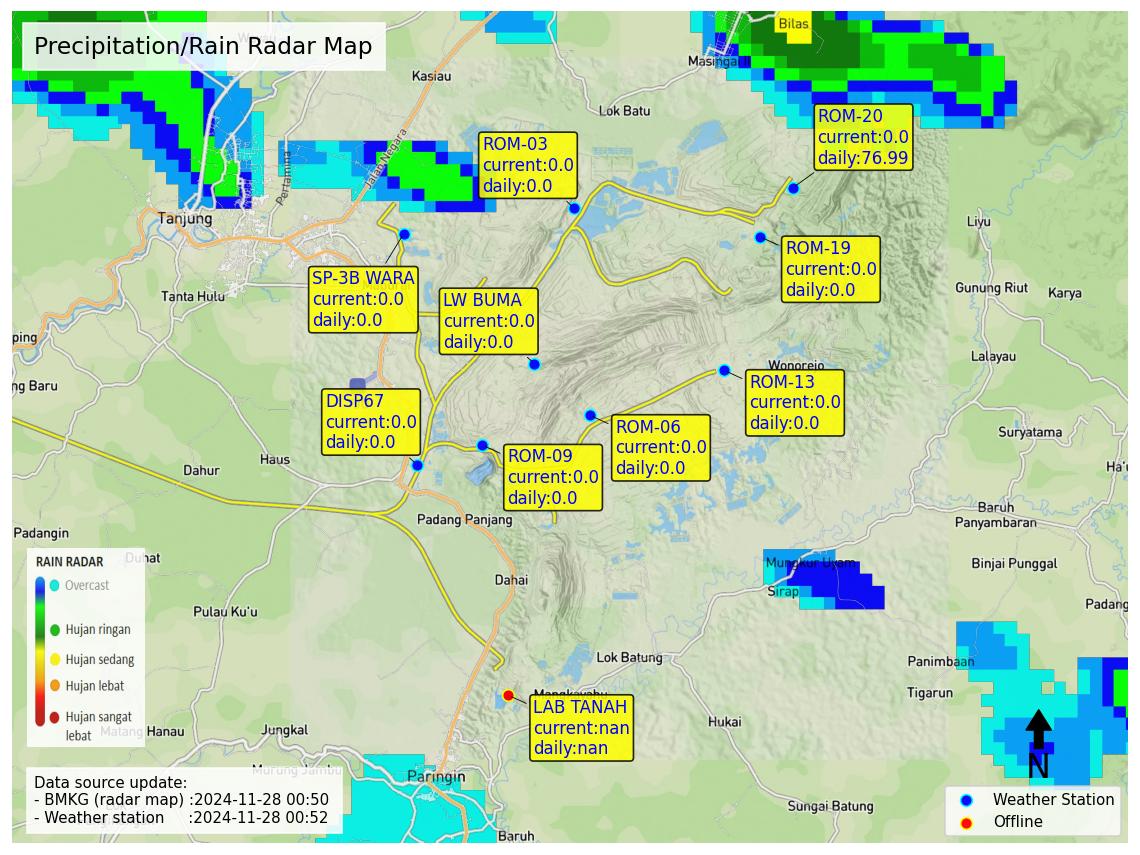 Precipitation/Rain Radar Map
Bilas
Kasiau
Lok Batu
Jalan Negara
Pertamina
Tanjung
Tanta Hulu
Liyu
Gunung Riut
Karya
Lalayau
Wonorejo
Suryatama
Baruh
Panyambaran
Binjai Punggal
Padang
Panimbaan
Tigarun
ROM-03
current:0.0
daily:0.0
ROM-20
current:0.0
daily:76.99
ROM-19
current:0.0
daily:0.0
SP-3B WARA
current:0.0
daily:0.0
LW BUMA
current:0.0
daily:0.0
ROM-13
current:0.0
daily:0.0
DISP67
current:0.0
daily:0.0
ROM-06
current:0.0
daily:0.0
ROM-09
current:0.0
daily:0.0
ping
ng Baru
Dahur
Haus
Padang Panjang
Padangin
Dahai
Pulau Ku'u
Mungkur Uyam
Sirap
Lok Batung
LAB TANAH
current:nan
daily:nan
Hukai
Jungkal
Paringin
Baruh
Sungai Batung
RAIN RADAR
Overcast
Hujan ringan
Hujan sedang
Hujan lebat
Hujan sangat
lebat
Data source update:
- BMKG (radar map) :2024-11-28 00:50
- Weather station :2024-11-28 00:52
N
Weather Station
Offline